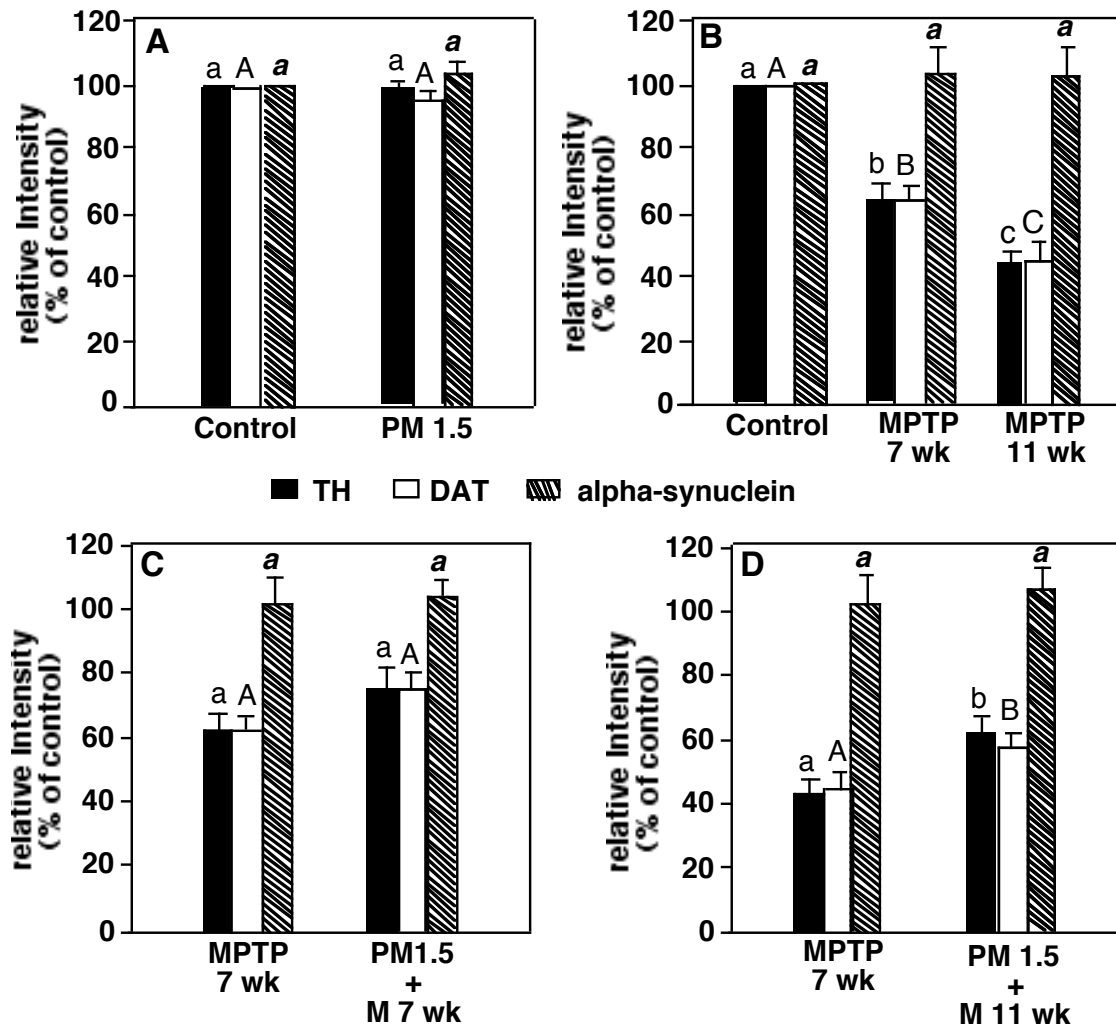 A
relative Intensity
(% of control)
120
100
80
60
40
20
0
a A a
a A a
Control PM 1.5
B
relative Intensity
(% of control)
120
100
80
60
40
20
0
a A a
b B a
c C a
Control MPTP MPTP
7 wk 11 wk
TH DAT alpha-synuclein
C
relative Intensity
(% of control)
120
100
80
60
40
20
0
a A a
a A a
MPTP PM1.5
7 wk +
M 7 wk
D
relative Intensity
(% of control)
120
100
80
60
40
20
0
a A a
b B a
MPTP PM 1.5
7 wk +
M 11 wk